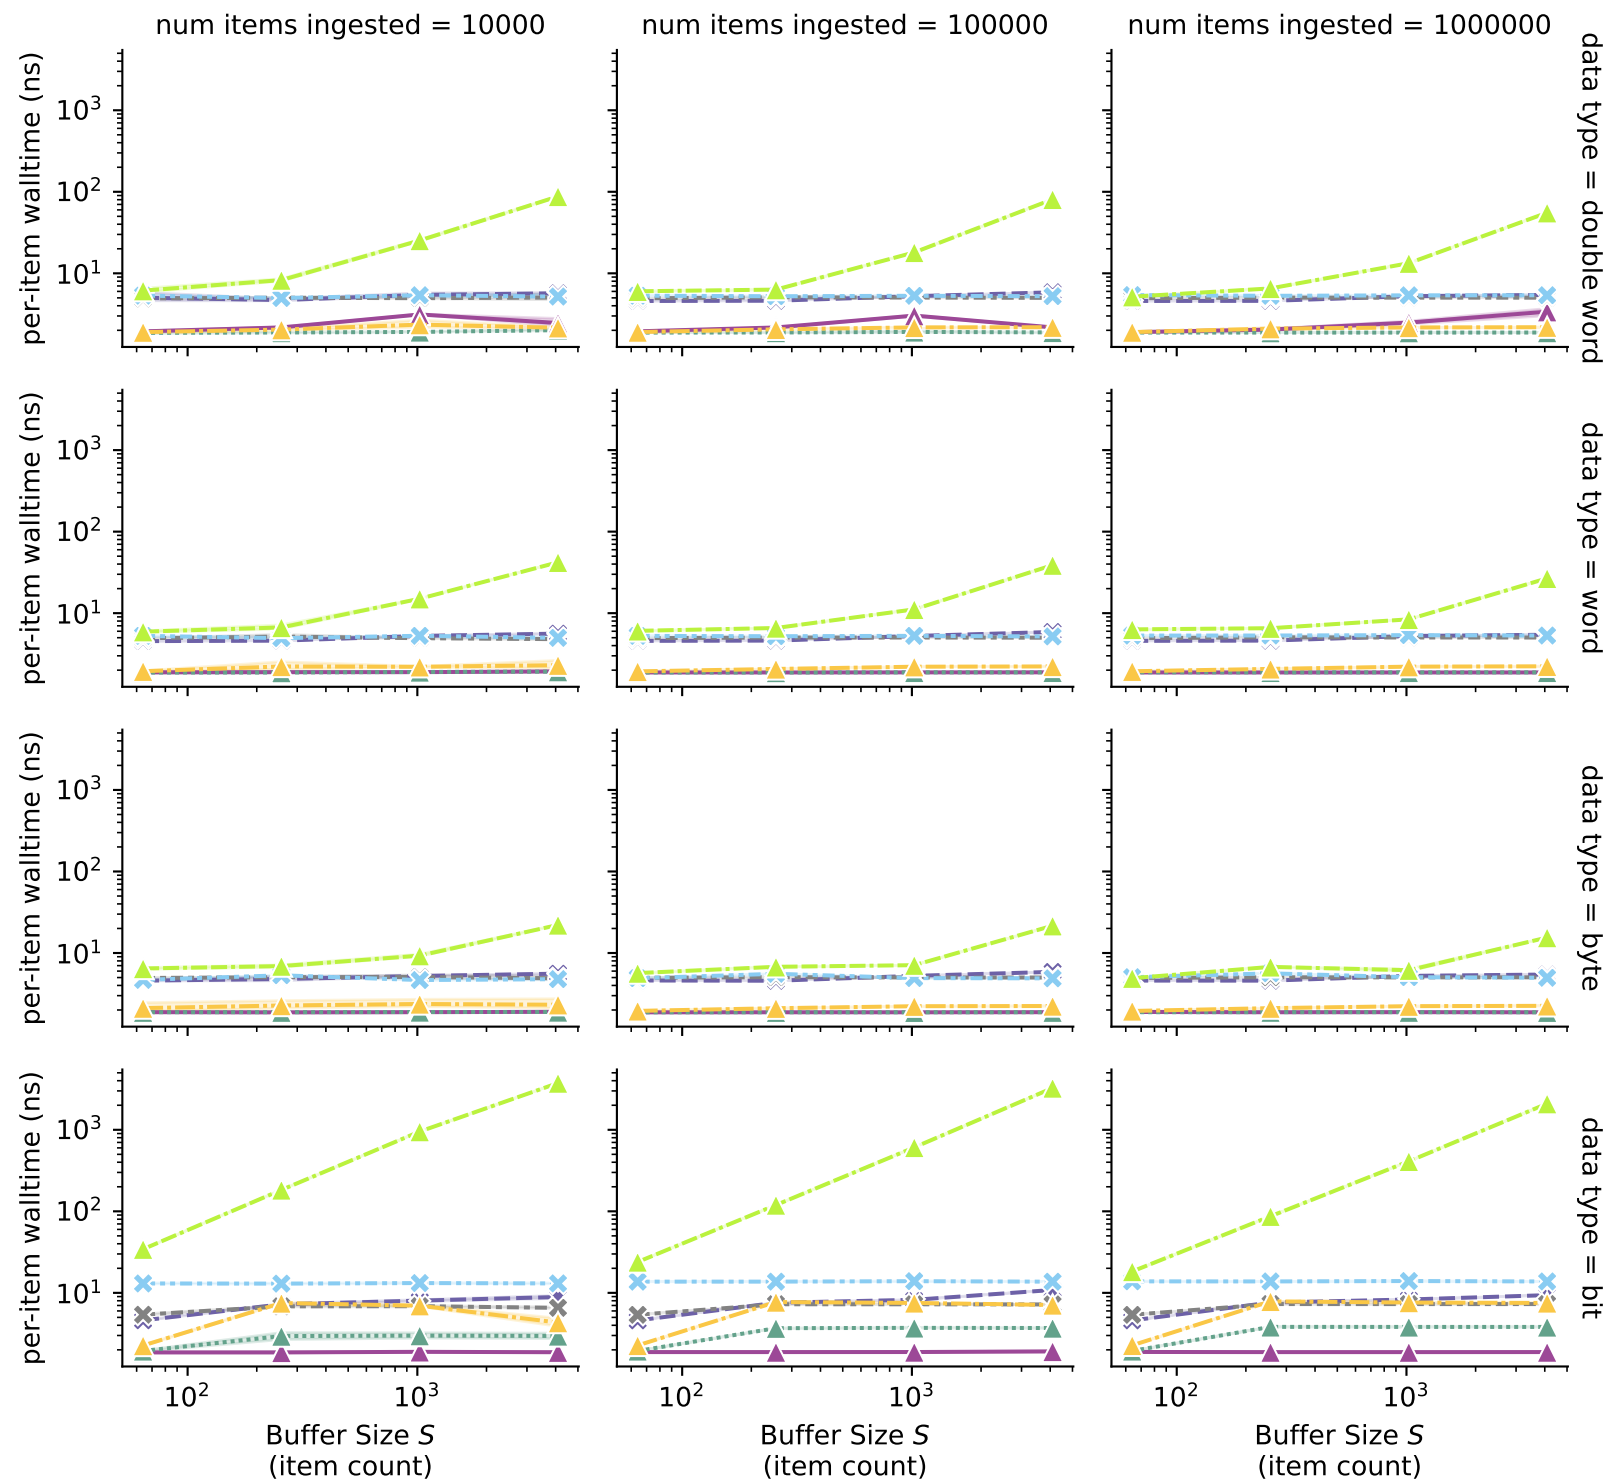 num items ingested = 10000
num items ingested = 100000
num items ingested = 1000000
per-item walltime (ns)
10³
10²
10¹
data type = double word
per-item walltime (ns)
10³
10²
10¹
data type = word
per-item walltime (ns)
10³
10²
10¹
data type = byte
per-item walltime (ns)
10³
10²
10¹
data type = bit
10²
10³
10²
10³
10²
10³
Buffer Size S
(item count)
Buffer Size S
(item count)
Buffer Size S
(item count)